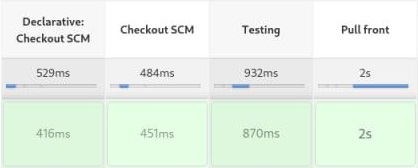 Declarative:
Checkout SCM
Checkout SCM
Testing
Pull front
529ms
484ms
932ms
2s
416ms
451ms
870ms
2s